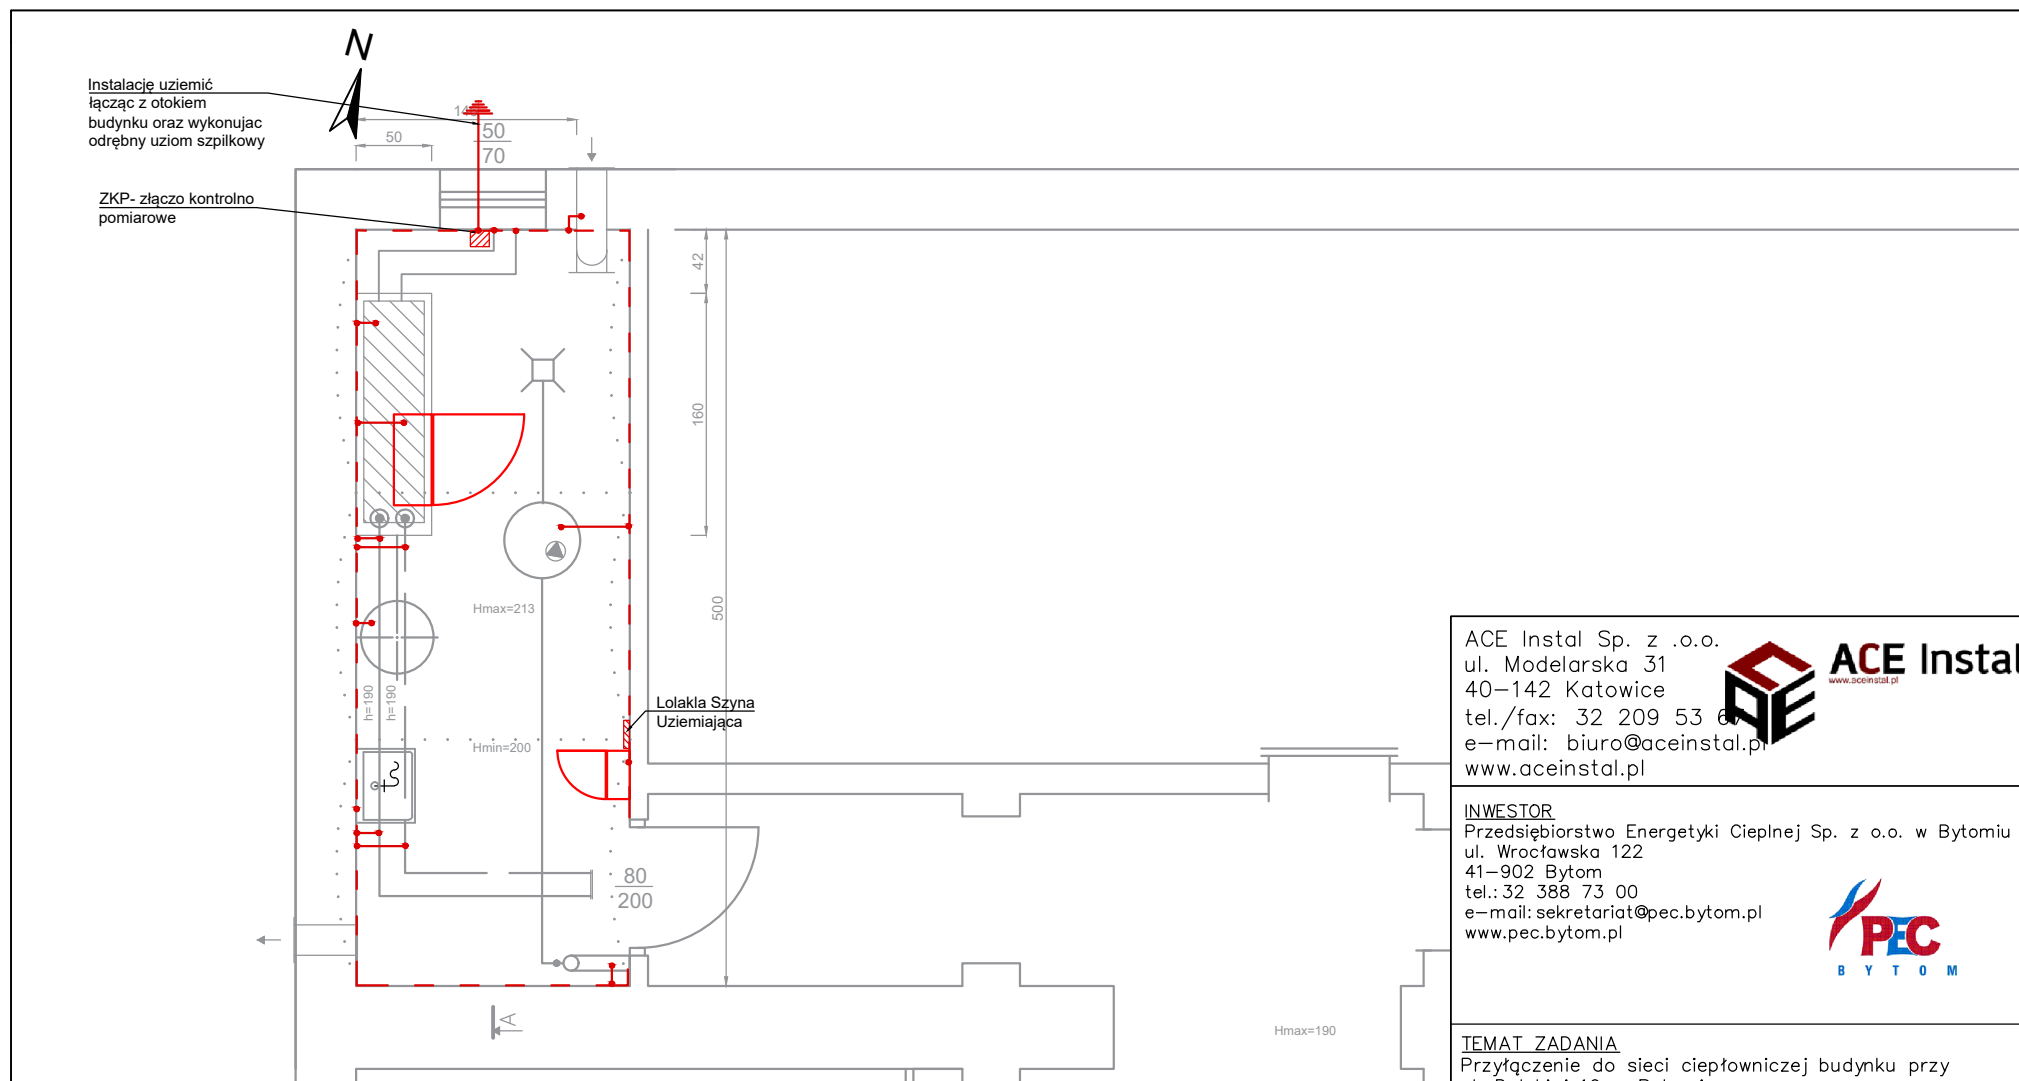 N
Instalację uziemić
łącząc z otokiem
budynku oraz wykonujac
odrębny uziom szpilkowy
50
50
70
ZKP- złączo kontrolno
pomiarowe
42
160
500
Hmax=213
h=190
h=190
Hmin=200
Lolakla Szyna
Uziemiająca
80
200
A
Hmax=190
ACE Instal Sp. z .o.o.
ul. Modelarska 31
40-142 Katowice
tel./fax: 32 209 53
e-mail: biuro@aceinstal.pl
www.aceinstal.pl
ACE Instal
www.aceinstal.pl
INWESTOR
Przedsiębiorstwo Energetyki Cieplnej Sp. z o.o. w Bytomiu
ul. Wrocławska 122
41-902 Bytom
tel.: 32 388 73 00
e-mail: sekretariat@pec.bytom.pl
www.pec.bytom.pl
PEC
BYTOM
TEMAT ZADANIA
Przyłączenie do sieci ciepłowniczej budynku przy